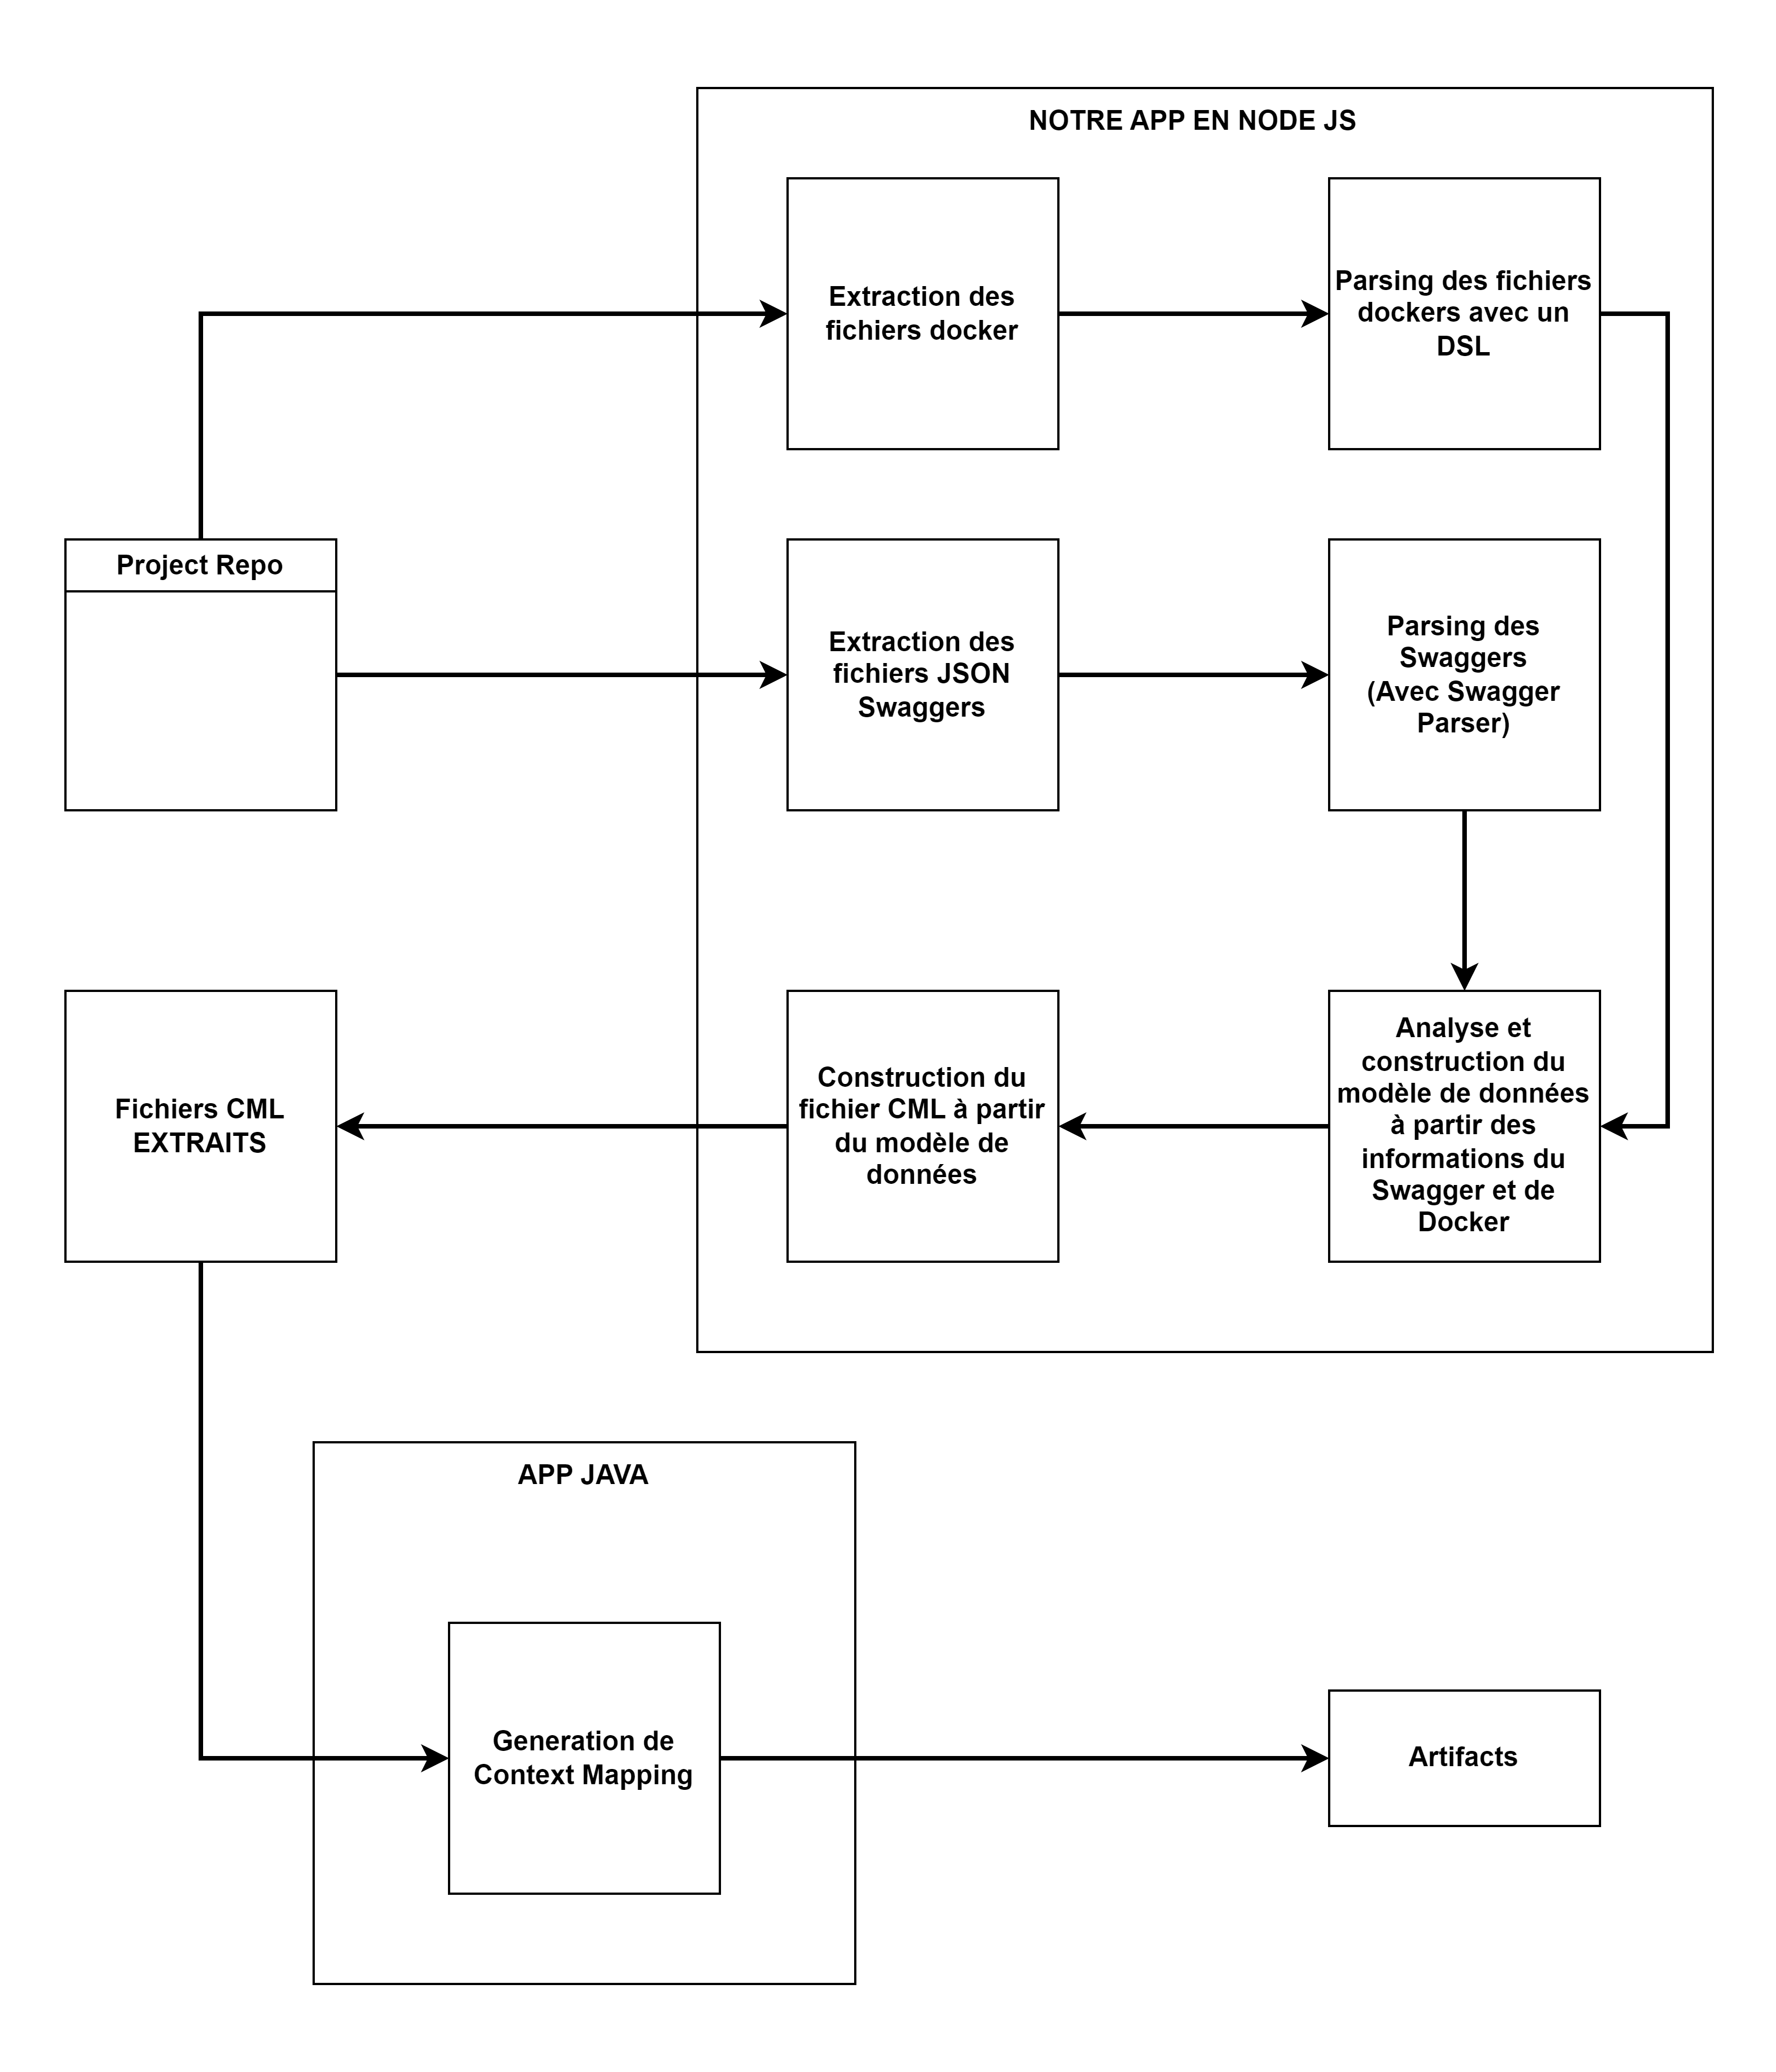 NOTRE APP EN NODE JS
Extraction des
fichiers docker
Parsing des fichiers
dockers avec un
DSL
Project Repo
Extraction des
fichiers JSON
Swaggers
Parsing des
Swaggers
(Avec Swagger
Parser)
Fichiers CML
EXTRAITS
Construction du
fichier CML à partir
du modèle de
données
Analyse et
construction du
modèle de données
à partir des
informations du
Swagger et de
Docker
APP JAVA
Generation de
Context Mapping
Artifacts